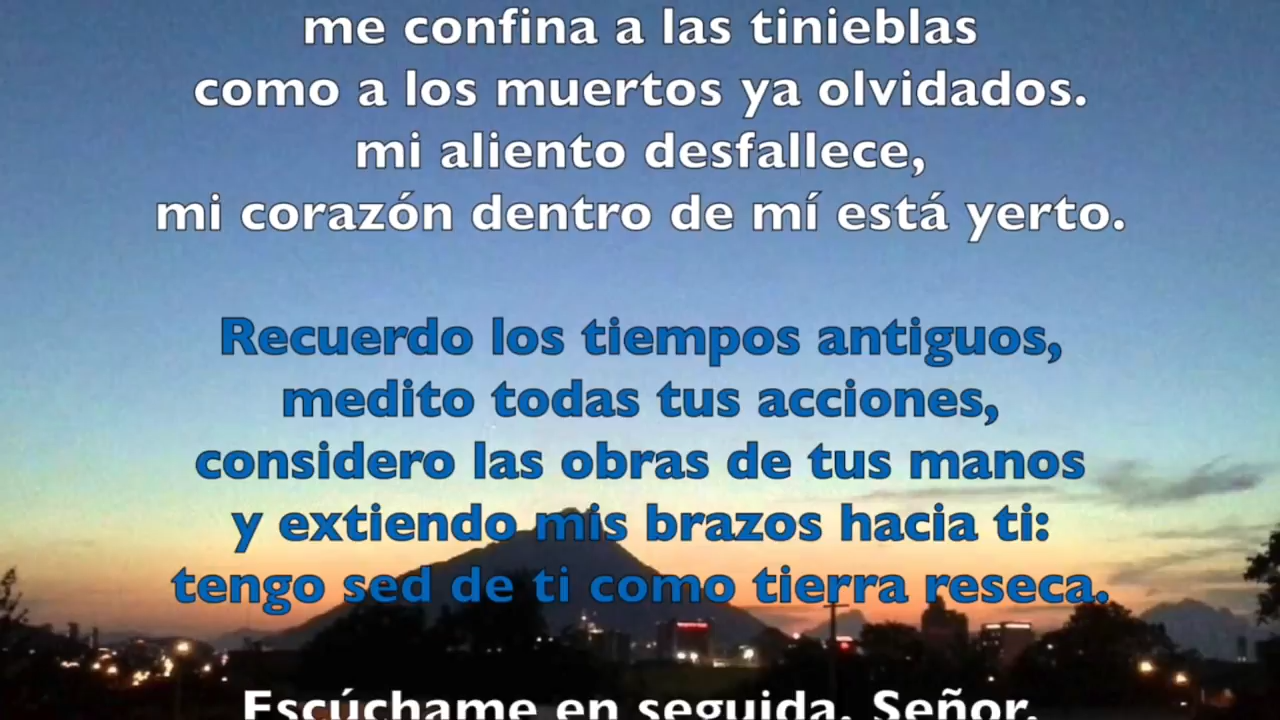 me confina a las tinieblas
como a los muertos ya olvidados.
mi aliento desfallece,
mi corazón dentro de mí está yerto.
Recuerdo los tiempos antiguos,
medito todas tus acciones,
considero las obras de tus manos
y extiendo mis brazos hacia ti:
tengo sed de ti como tierra reseca.
Escúchame en seguida, Señor.